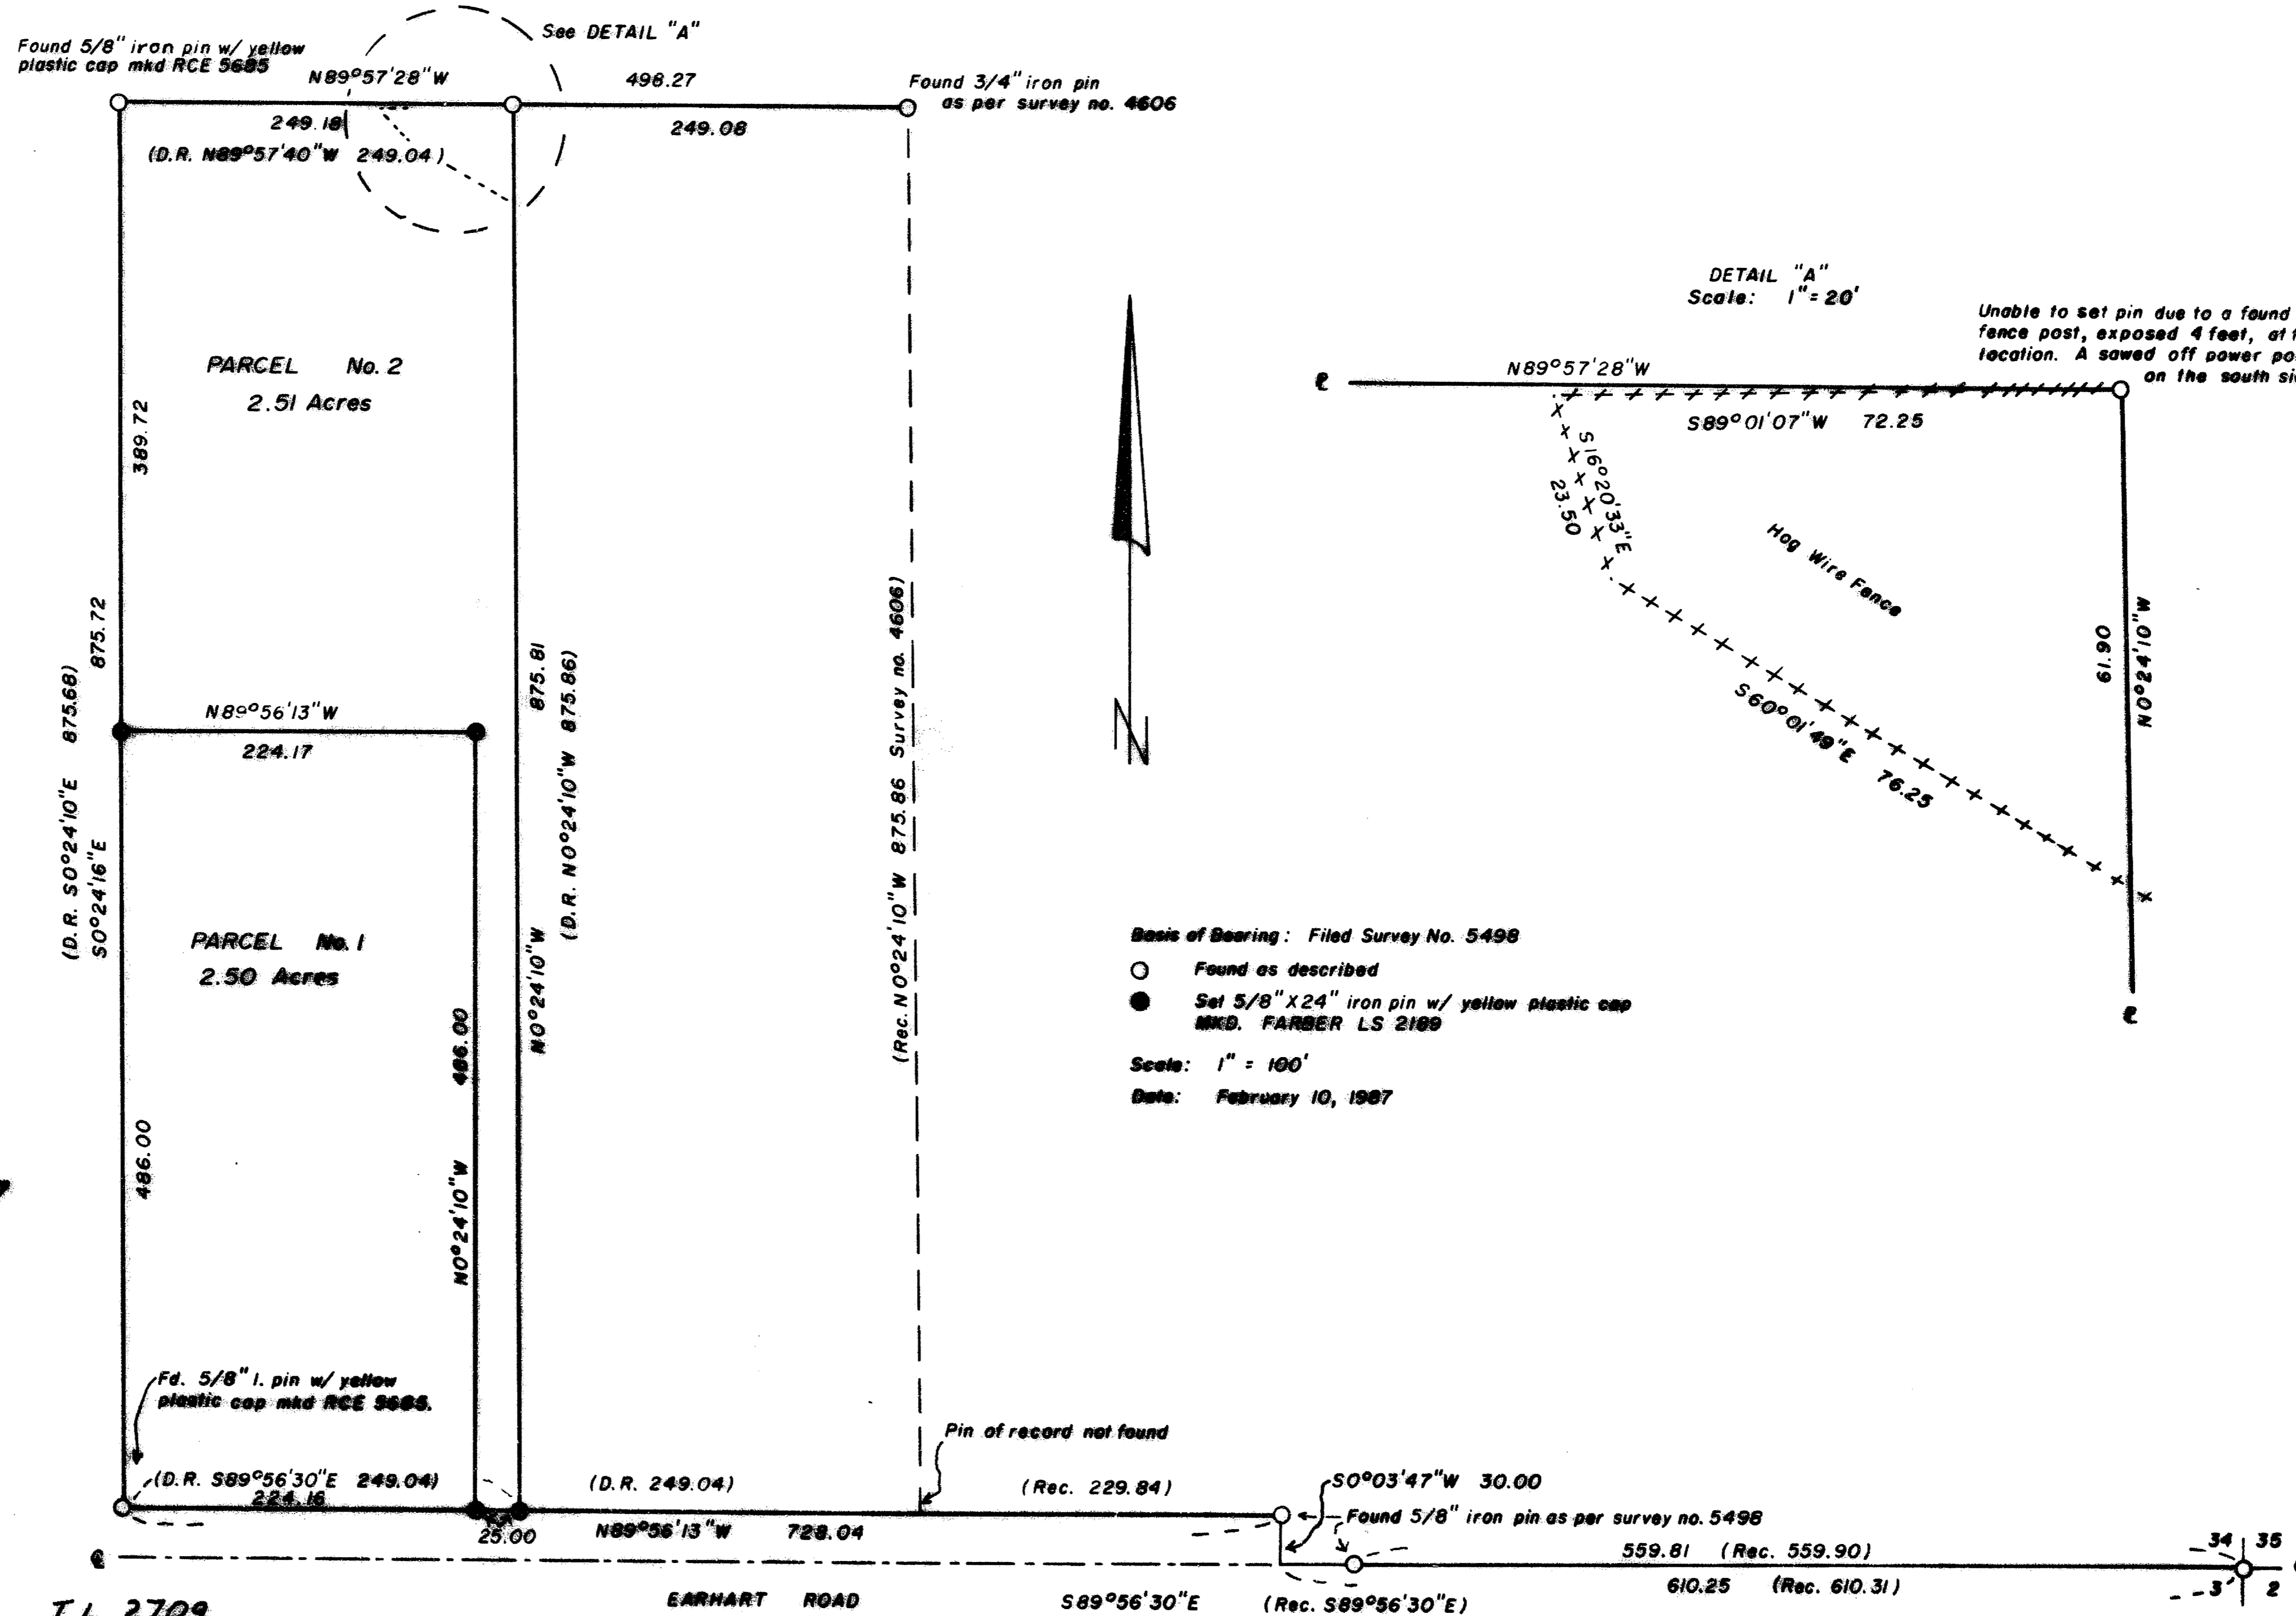 Found 5/8" iron pin w/ yellow
plastic cap mkd RCE 5685
N89°57'28"W
See DETAIL "A"
498.27
Found 3/4" iron pin
as per survey no. 4606
249.18
249.08
(D.R. N89°57'40"W 249.04)
PARCEL No. 2
2.51 Acres
389.72
875.72
(D.R. S0°24'10"E 875.68)
S0°24'16"E
N89°56'13"W
224.17
875.81
N0°24'10"W
(D.R. N0°24'10"W 875.86)
(Rec. N0°24'10"W 875.86 Survey no. 4606)
PARCEL No. 1
2.50 Acres
486.00
N0°24'10"W
486.00
N
DETAIL "A"
Scale: 1"=20'
Unable to set pin due to a found
fence post, exposed 4 feet, at
location. A sawed off power
on the south
℄
N89°57'28"W
S89°01'07"W 72.25
S16°20'33"E
23.50
Hog Wire Fence
S60°01'49"E 76.25
61.90
N0°24'10"W
℄
Basis of Bearing: Filed Survey No. 5498
Found as described
Set 5/8"X24" iron pin w/ yellow plastic cap
MKD. FARBER LS 2189
Scale: 1" = 100'
Date: February 10, 1987
Fd. 5/8" I. pin w/ yellow
plastic cap mkd RCE 5685.
(D.R. S89°56'30"E 249.04)
224.16
25.00
(D.R. 249.04)
N89°56'13"W 728.04
Pin of record not found
(Rec. 229.84)
S0°03'47"W 30.00
Found 5/8" iron pin as per survey no. 5498
559.81 (Rec. 559.90)
610.25 (Rec. 610.31)
34 35
3 2
℄
EARHART ROAD
S89°56'30"E
(Rec. S89°56'30"E)
T.L. 2709